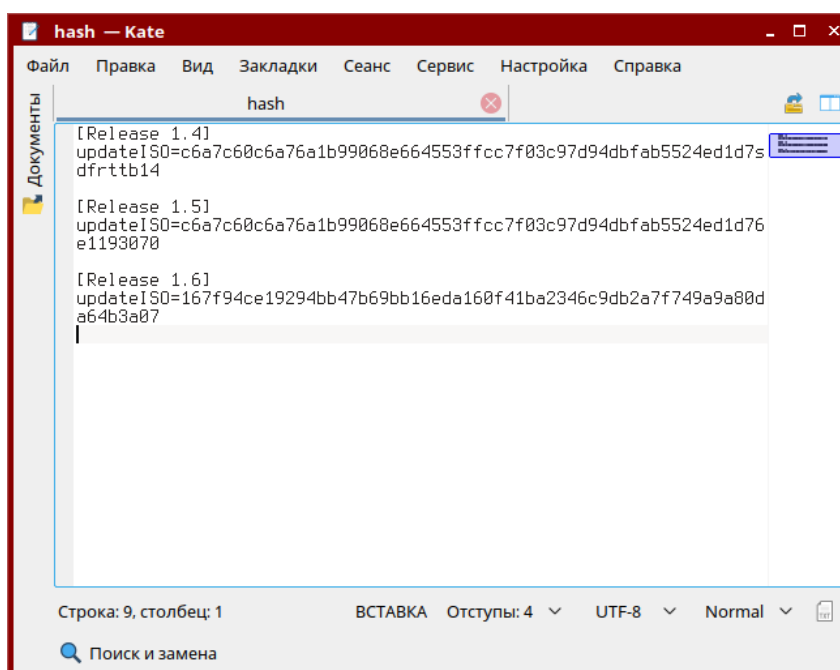 hash — Kate
Файл Правка Вид Закладки Сеанс Сервис Настройка Справка
Документы
hash
[Release 1.4]
updateISO=c6a7c60c6a76a1b99068e664553ffcc7f03c97d94dbfab5524ed1d7s
dfrttb14
[Release 1.5]
updateISO=c6a7c60c6a76a1b99068e664553ffcc7f03c97d94dbfab5524ed1d76
e1193070
[Release 1.6]
updateISO=167f94ce19294bb47b69bb16eda160f41ba2346c9db2a7f749a9a80d
a64b3a07
Строка: 9, столбец: 1 ВСТАВКА Отступы: 4 UTF-8 Normal
Поиск и замена